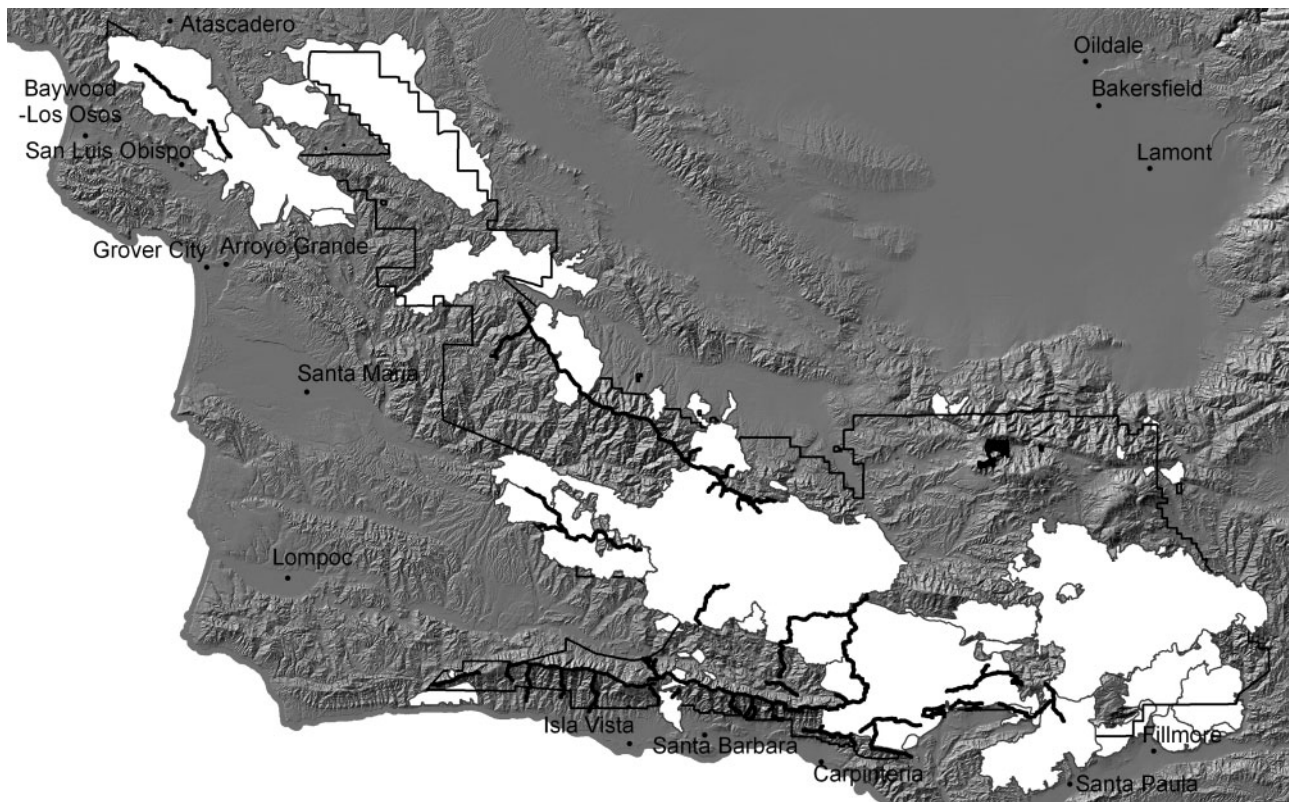 Atascadero
Oildale
Baywood
-Los Osos
Bakersfield
San Luis Obispo
Lamont
Grover City
Arroyo Grande
Santa Maria
Lompoc
Isla Vista
Santa Barbara
Fillmore
Carpinteria
Santa Paula